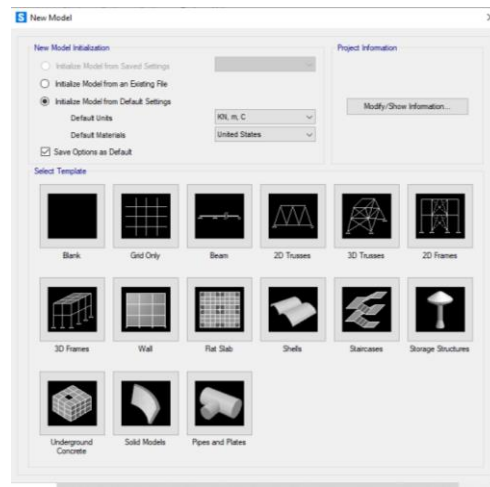 S New Model
New Model Initialization
Project Information
Initialize Model from Saved Settings
Initialize Model from an Existing File
Initialize Model from Default Settings
Modify/Show Information...
Default Units
KN, m, C
Default Materials
United States
Save Options as Default
Select Template
Blank
Grid Only
Beam
2D Trusses
3D Trusses
2D Frames
3D Frames
Wall
Flat Slab
Shells
Staircases
Storage Structures
Underground
Concrete
Solid Models
Pipes and Plates